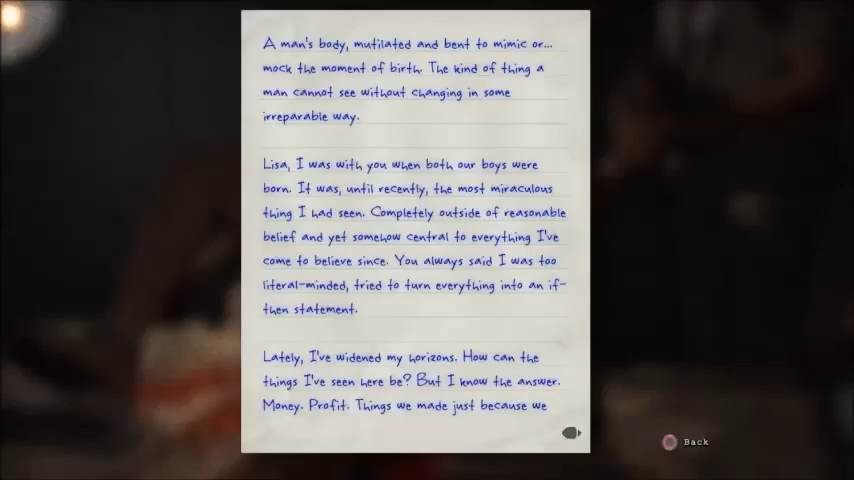 A man's body, mutilated and bent to mimic or...
mock the moment of birth. The kind of thing a
man cannot see without changing in some
irreparable way.
Lisa, I was with you when both our boys were
born. It was, until recently, the most miraculous
thing I had seen. Completely outside of reasonable
belief and yet somehow central to everything I've
come to believe since. You always said I was too
literal-minded, tried to turn everything into an if-
then statement.
Lately, I've widened my horizons. How can the
things I've seen here be? But I know the answer.
Money. Profit. Things we made just because we
Back